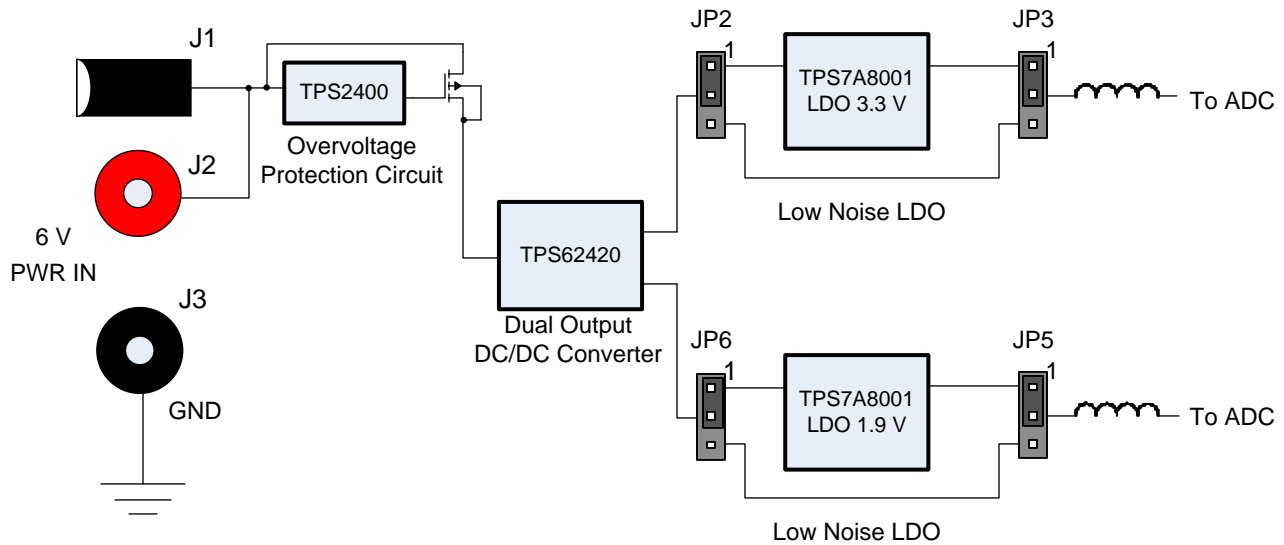 J1
J2
6 V
PWR IN
J3
GND
TPS2400
Overvoltage
Protection Circuit
TPS62420
Dual Output
DC/DC Converter
JP2
1
TPS7A8001
LDO 3.3 V
JP3
1
To ADC
Low Noise LDO
JP6
1
TPS7A8001
LDO 1.9 V
JP5
1
To ADC
Low Noise LDO